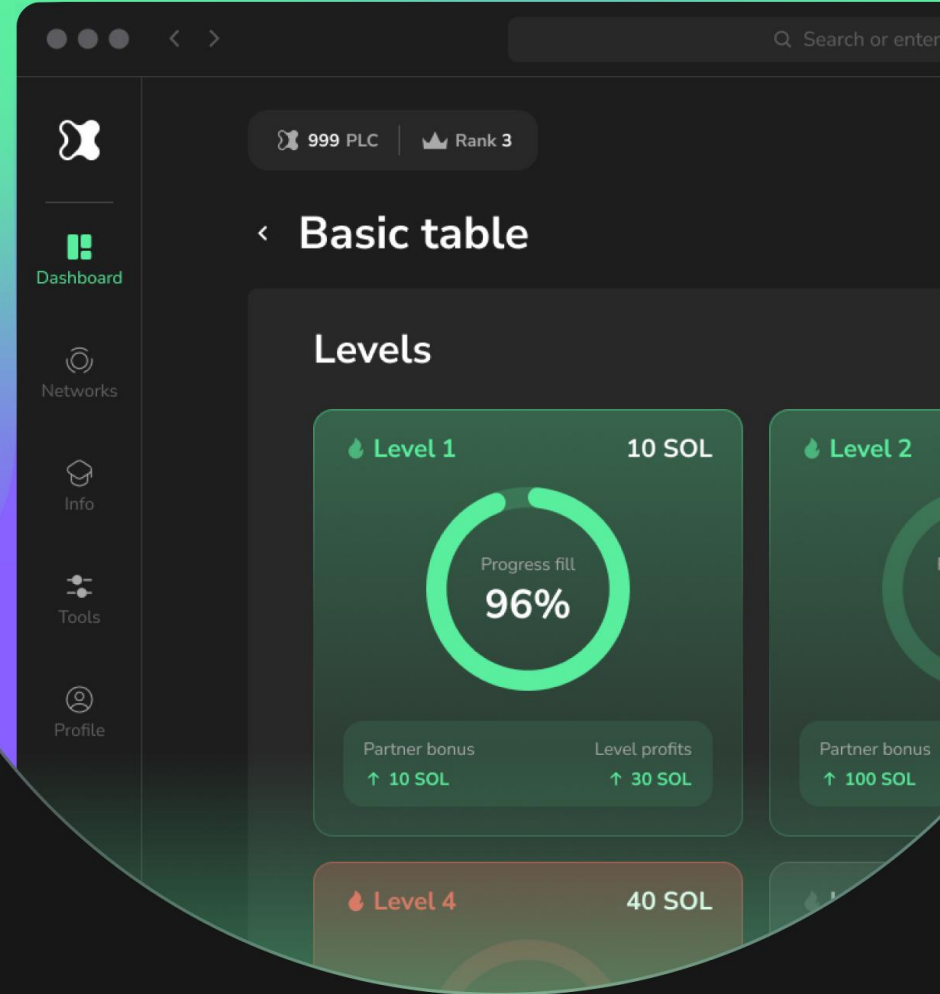 Search or enter
999 PLC
Rank 3
Basic table
Dashboard
Networks
Info
Tools
Profile
Levels
Level 1
10 SOL
Progress fill
96%
Partner bonus
Level profits
↑ 10 SOL
↑ 30 SOL
Level 2
Partner bonus
↑ 100 SOL
Level 4
40 SOL